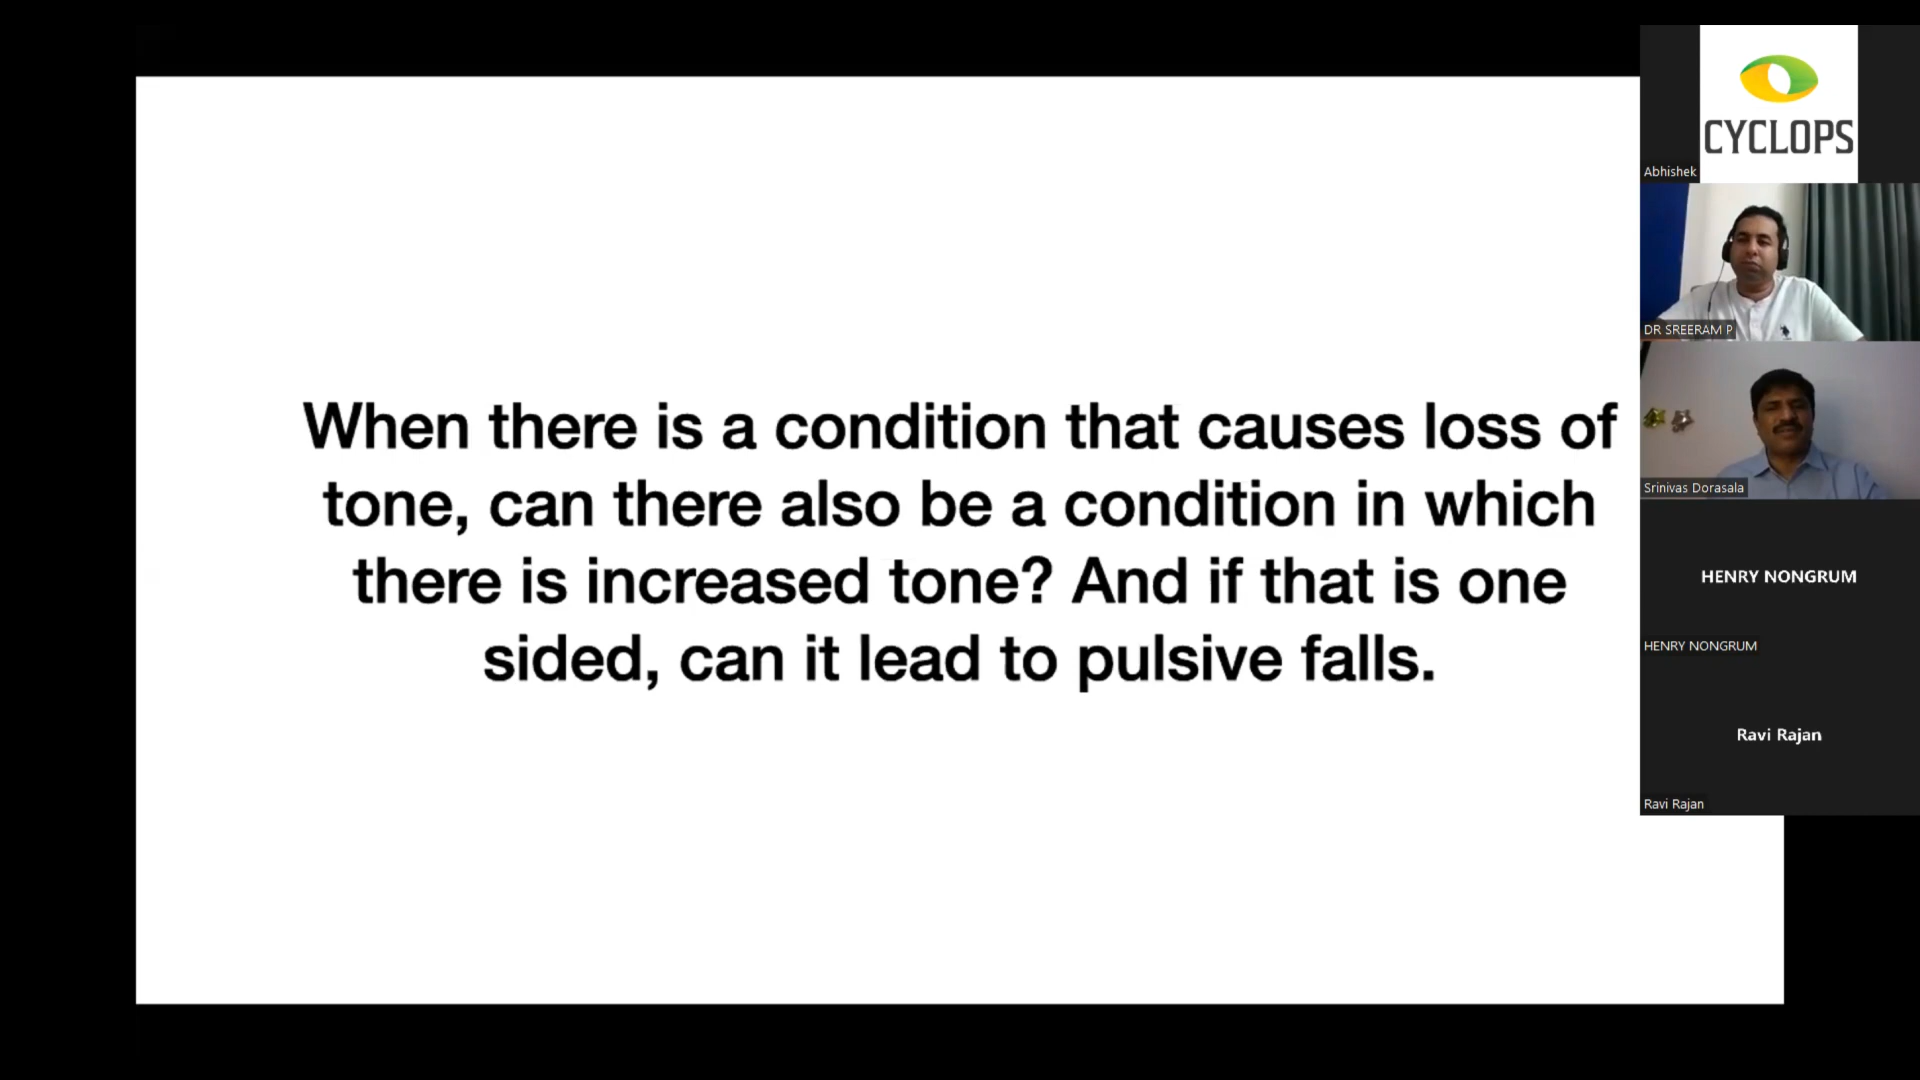 When there is a condition that causes loss of
tone, can there also be a condition in which
there is increased tone? And if that is one
sided, can it lead to pulsive falls.
CYCLOPS
Abhishek
DR SREERAM P
Srinivas Dorasala
HENRY NONGRUM
HENRY NONGRUM
Ravi Rajan
Ravi Rajan